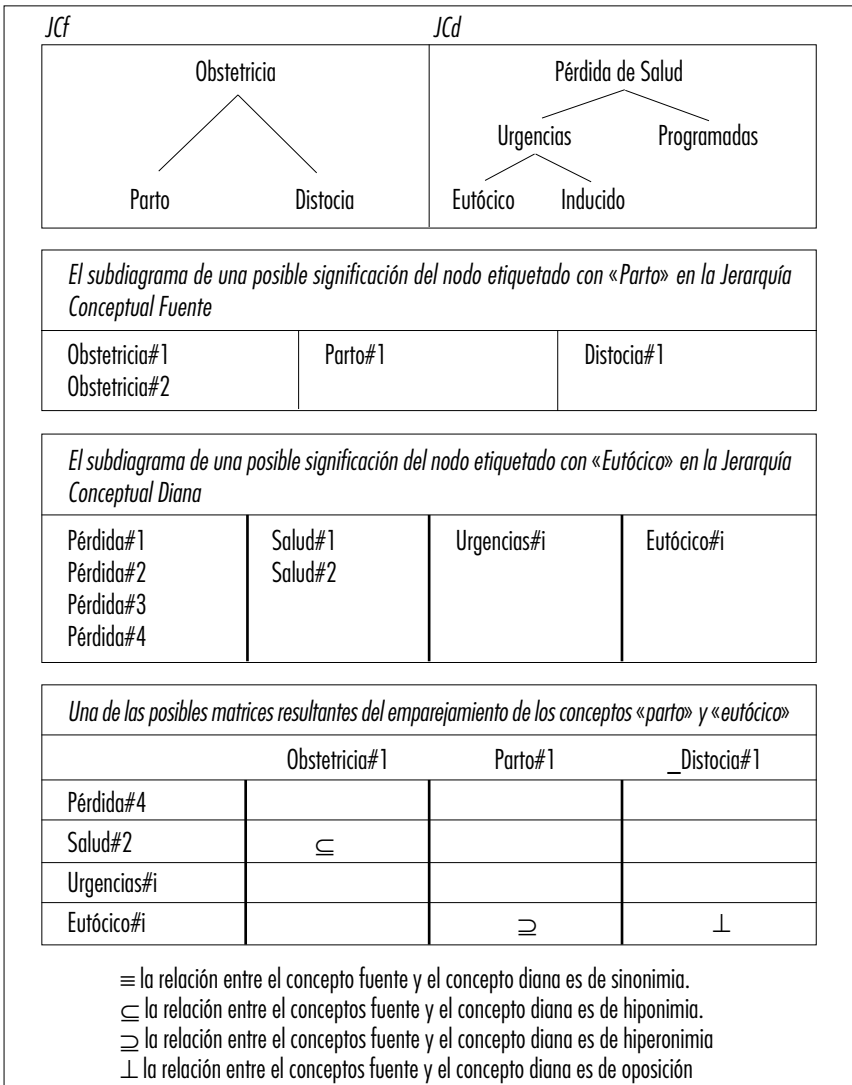 JCf JCd
Obstetricia Pérdida de Salud
Urgencias Programadas
Parto Distocia Eutócico Inducido
El subdiagrama de una posible significación del nodo etiquetado con «Parto» en la Jerarquía
Conceptual Fuente
Obstetricia#1 Parto#1 Distocia#1
Obstetricia#2
El subdiagrama de una posible significación del nodo etiquetado con «Eutócico» en la Jerarquía
Conceptual Diana
Pérdida#1 Salud#1 Urgencias#i Eutócico#i
Pérdida#2 Salud#2
Pérdida#3
Pérdida#4
Una de las posibles matrices resultantes del emparejamiento de los conceptos «parto» y «eutócico»
Obstetricia#1 Parto#1 _Distocia#1
Pérdida#4
Salud#2 ⊆
Urgencias#i
Eutócico#i ⊇ ⊥
≡ la relación entre el concepto fuente y el concepto diana es de sinonimia.
⊆ la relación entre el conceptos fuente y el concepto diana es de hiponimia.
⊇ la relación entre el conceptos fuente y el concepto diana es de hiperonimia
⊥ la relación entre el conceptos fuente y el concepto diana es de oposición